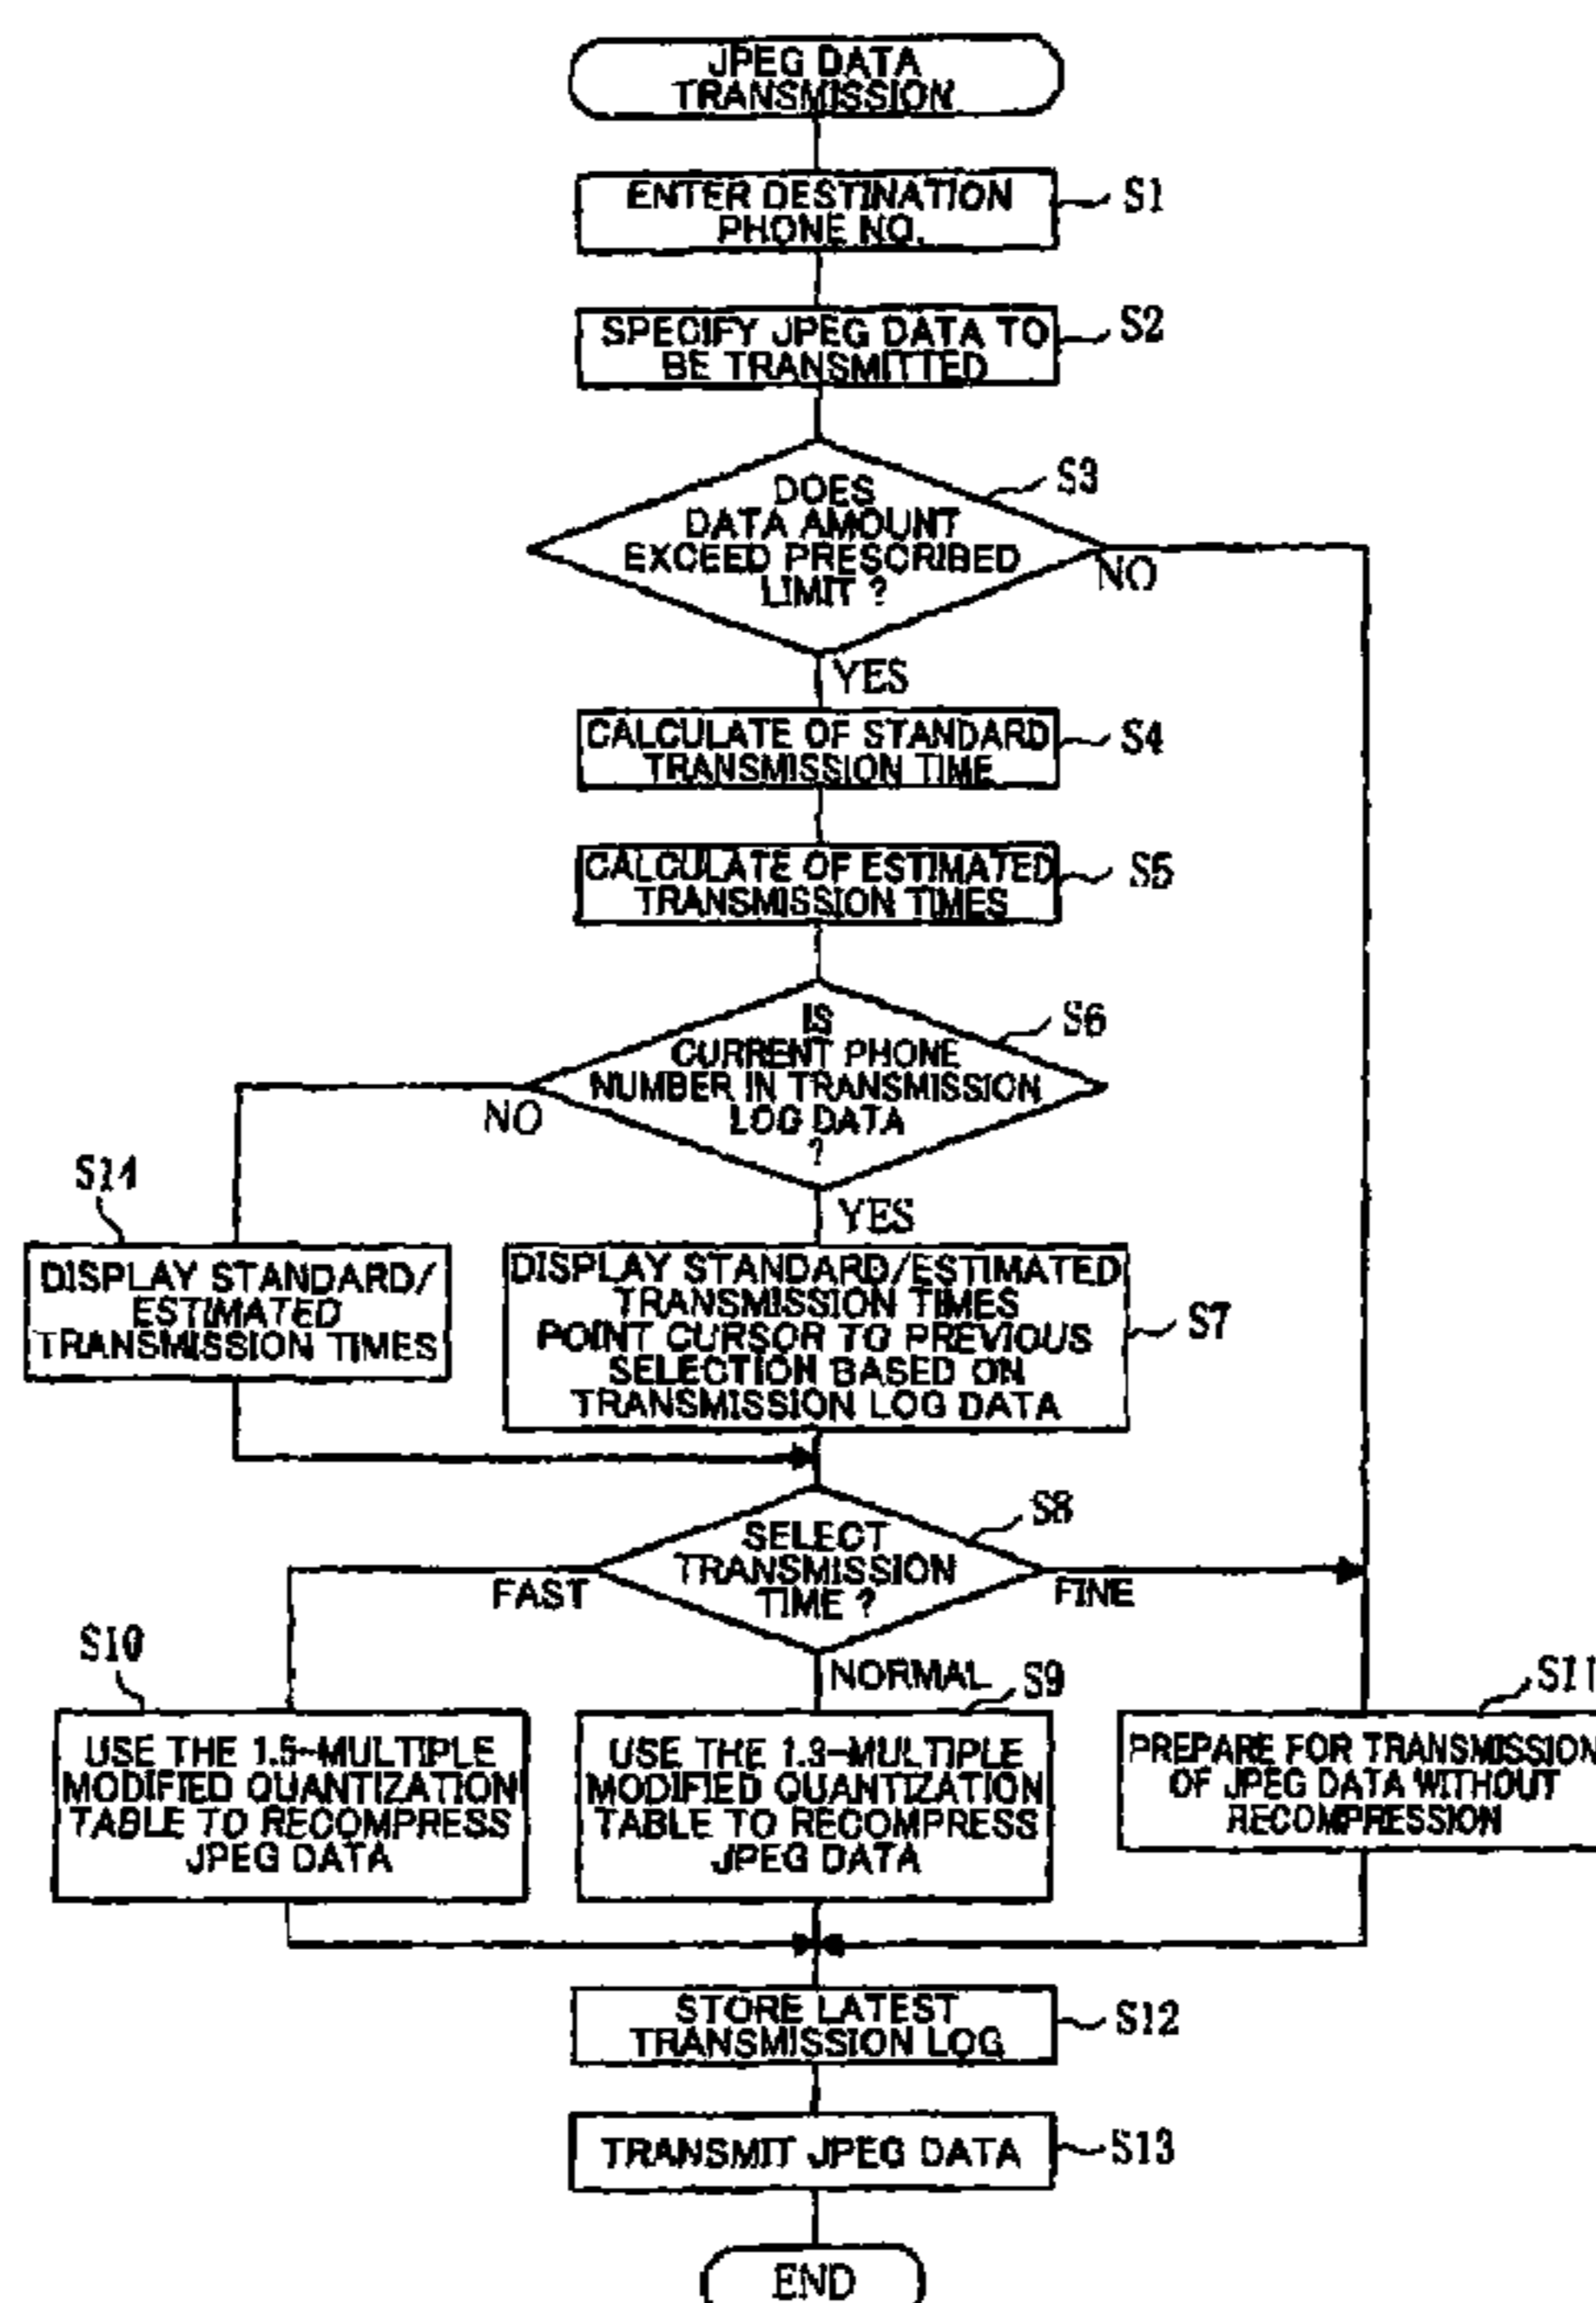 JPEG DATA
TRANSMISSION
ENTER DESTINATION
PHONE NO.
S1
SPECIFY JPEG DATA TO
BE TRANSMITTED
S2
DOES
DATA AMOUNT
EXCEED PRESCRIBED
LIMIT ?
S3
NO
YES
CALCULATE OF STANDARD
TRANSMISSION TIME
S4
CALCULATE OF ESTIMATED
TRANSMISSION TIMES
S5
IS
CURRENT PHONE
NUMBER IN TRANSMISSION
LOG DATA
?
S6
NO
YES
S14
DISPLAY STANDARD/
ESTIMATED
TRANSMISSION TIMES
DISPLAY STANDARD/ESTIMATED
TRANSMISSION TIMES
POINT CURSOR TO PREVIOUS
SELECTION BASED ON
TRANSMISSION LOG DATA
S7
SELECT
TRANSMISSION
TIME ?
S8
FAST
FINE
NORMAL
S10
USE THE 1.5-MULTIPLE
MODIFIED QUANTIZATION
TABLE TO RECOMPRESS
JPEG DATA
S9
USE THE 1.3-MULTIPLE
MODIFIED QUANTIZATION
TABLE TO RECOMPRESS
JPEG DATA
S11
PREPARE FOR TRANSMISSION
OF JPEG DATA WITHOUT
RECOMPRESSION
STORE LATEST
TRANSMISSION LOG
S12
TRANSMIT JPEG DATA
S13
END